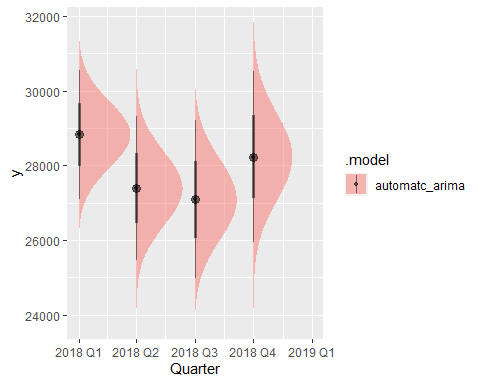 32000
30000
28000
26000
24000
y
2018 Q1 2018 Q2 2018 Q3 2018 Q4 2019 Q1
Quarter
.model
automatc_arima